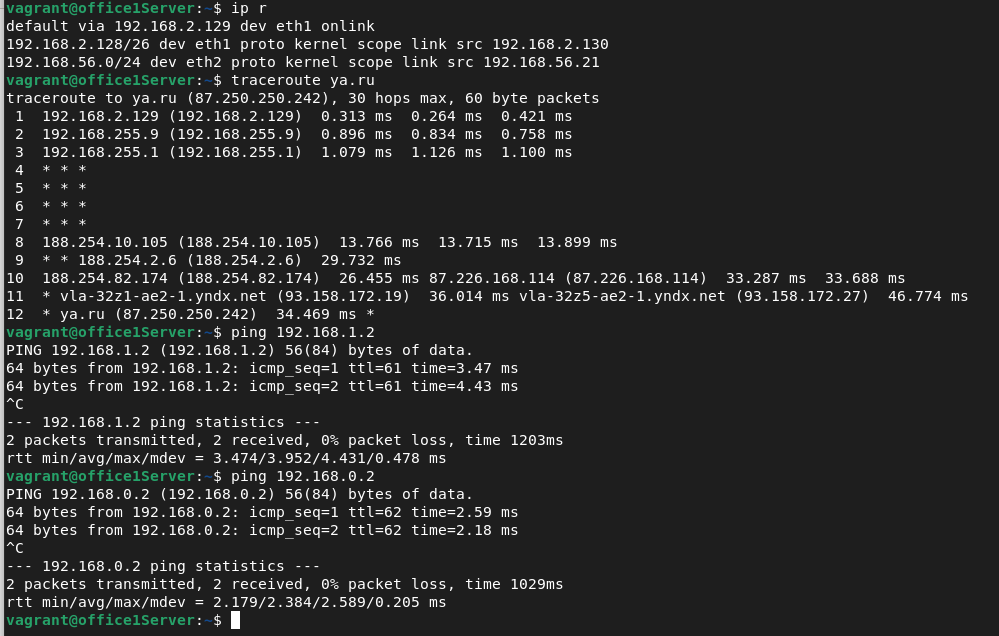 vagrant@office1Server:~$ ip r
default via 192.168.2.129 dev eth1 onlink
192.168.2.128/26 dev eth1 proto kernel scope link src 192.168.2.130
192.168.56.0/24 dev eth2 proto kernel scope link src 192.168.56.21
vagrant@office1Server:~$ traceroute ya.ru
traceroute to ya.ru (87.250.250.242), 30 hops max, 60 byte packets
 1  192.168.2.129 (192.168.2.129)  0.313 ms  0.264 ms  0.421 ms
 2  192.168.255.9 (192.168.255.9)  0.896 ms  0.834 ms  0.758 ms
 3  192.168.255.1 (192.168.255.1)  1.079 ms  1.126 ms  1.100 ms
 4  * * *
 5  * * *
 6  * * *
 7  * * *
 8  188.254.10.105 (188.254.10.105)  13.766 ms  13.715 ms  13.899 ms
 9  * * 188.254.2.6 (188.254.2.6)  29.732 ms
10  188.254.82.174 (188.254.82.174)  26.455 ms 87.226.168.114 (87.226.168.114)  33.287 ms  33.688 ms
11  * vla-32z1-ae2-1.yndx.net (93.158.172.19)  36.014 ms vla-32z5-ae2-1.yndx.net (93.158.172.27)  46.774 ms
12  * ya.ru (87.250.250.242)  34.469 ms *
vagrant@office1Server:~$ ping 192.168.1.2
PING 192.168.1.2 (192.168.1.2) 56(84) bytes of data.
64 bytes from 192.168.1.2: icmp_seq=1 ttl=61 time=3.47 ms
64 bytes from 192.168.1.2: icmp_seq=2 ttl=61 time=4.43 ms
^C
--- 192.168.1.2 ping statistics ---
2 packets transmitted, 2 received, 0% packet loss, time 1203ms
rtt min/avg/max/mdev = 3.474/3.952/4.431/0.478 ms
vagrant@office1Server:~$ ping 192.168.0.2
PING 192.168.0.2 (192.168.0.2) 56(84) bytes of data.
64 bytes from 192.168.0.2: icmp_seq=1 ttl=62 time=2.59 ms
64 bytes from 192.168.0.2: icmp_seq=2 ttl=62 time=2.18 ms
^C
--- 192.168.0.2 ping statistics ---
2 packets transmitted, 2 received, 0% packet loss, time 1029ms
rtt min/avg/max/mdev = 2.179/2.384/2.589/0.205 ms
vagrant@office1Server:~$